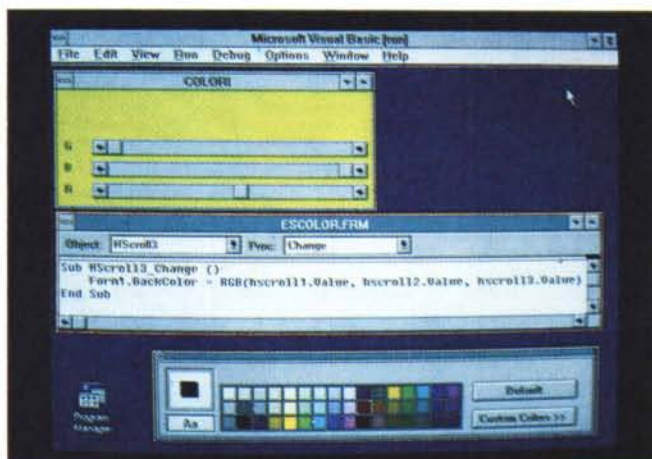 Microsoft Visual Basic [run]
File Edit View Run Debug Options Window Help
COLORI
G
R
ESCOLOR.FRM
Object: HScroll3 Proc: Change
Sub HScroll3_Change ()
Form1.BackColor = RGB(hscroll1.Value, hscroll2.Value, hscroll3.Value)
End Sub
Default
Aa
Custom Colors >>
Program
Manager